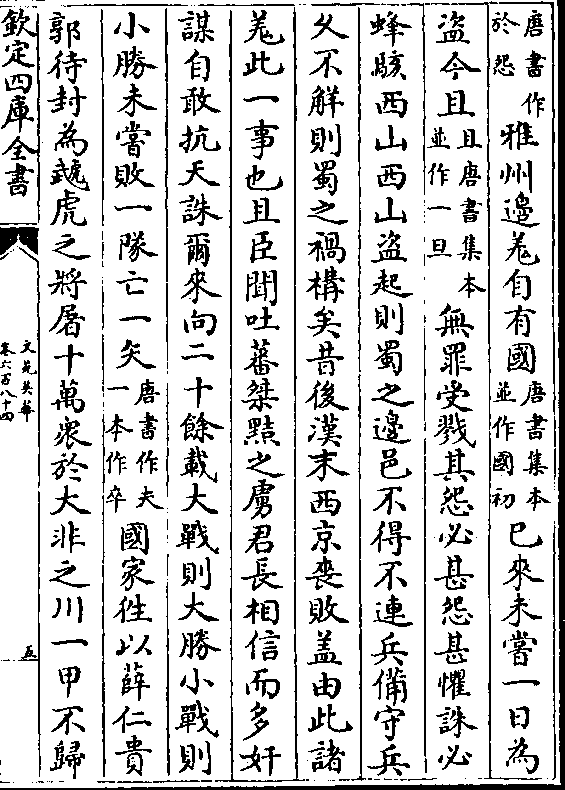 唐書作於怨雅州邊羗自有國唐書集本並作國初已來未嘗一日為
盗今且且唐書集本並作一旦無罪受戮其怨必甚怨甚懼誅必
蜂駭西山西山盗起則蜀之邊邑不得不連兵備守兵
乆不解則蜀之禍構矣昔後漢末西京喪敗盖由此諸
羗此一事也且臣聞吐蕃桀黠之虜君長相信而多奸
謀自敢抗天誅爾來向二十餘載大戰則大勝小戰則
小勝未嘗敗一隊亡一矢唐書作夫一本作卒國家徃以薛仁貴
郭待封為虓虎之將屠十萬衆於大非之川一甲不歸
欽定四庫全書
文苑英華
卷六百八十四
五